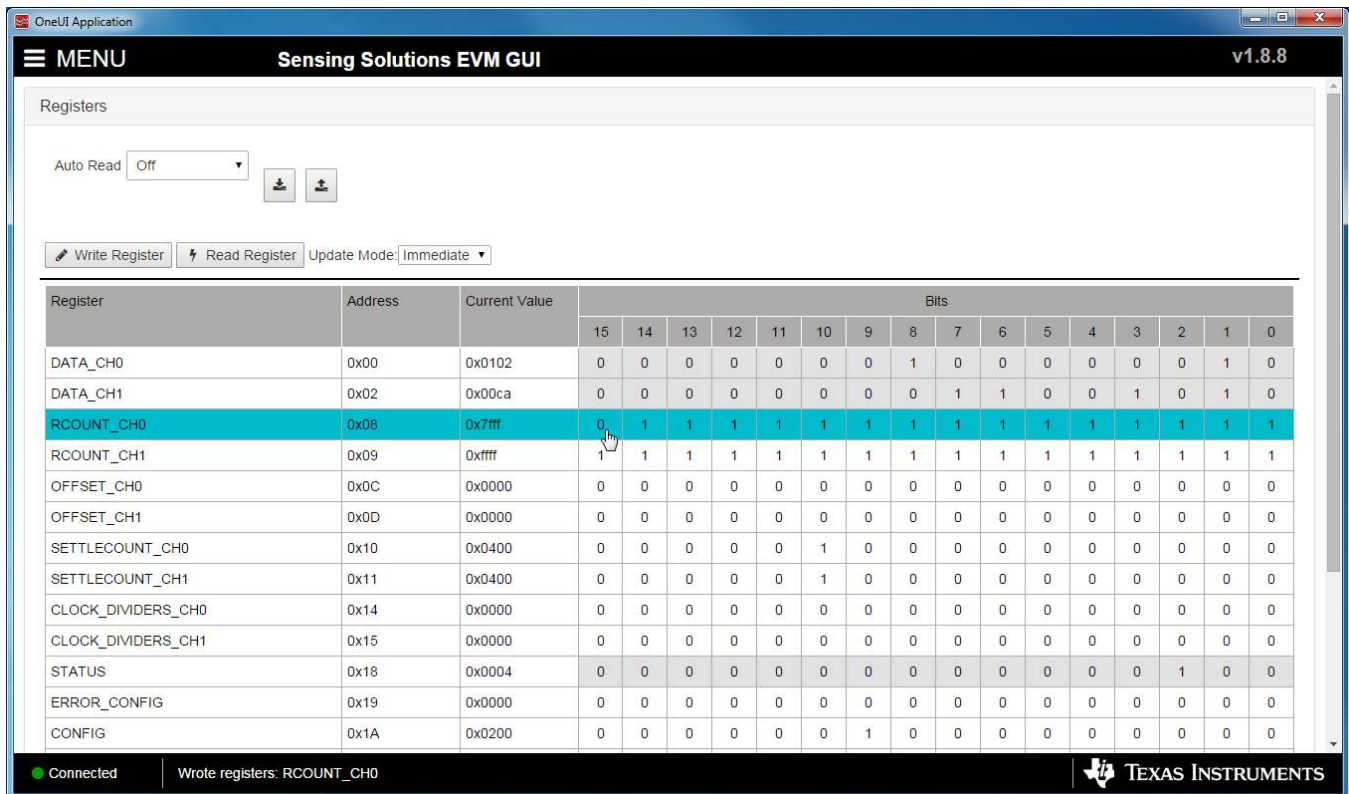 OneUI Application
MENU Sensing Solutions EVM GUI v1.8.8
Registers
Auto Read Off
Write Register Read Register Update Mode: Immediate
Register Address Current Value Bits
15 14 13 12 11 10 9 8 7 6 5 4 3 2 1 0
DATA_CH0 0x00 0x0102 0 0 0 0 0 0 0 1 0 0 0 0 0 0 1 0
DATA_CH1 0x02 0x00ca 0 0 0 0 0 0 0 0 1 1 0 0 1 0 1 0
RCOUNT_CH0 0x08 0x7fff 0 1 1 1 1 1 1 1 1 1 1 1 1 1 1 1
RCOUNT_CH1 0x09 0xffff 1 1 1 1 1 1 1 1 1 1 1 1 1 1 1 1
OFFSET_CH0 0x0C 0x0000 0 0 0 0 0 0 0 0 0 0 0 0 0 0 0 0
OFFSET_CH1 0x0D 0x0000 0 0 0 0 0 0 0 0 0 0 0 0 0 0 0 0
SETTLECOUNT_CH0 0x10 0x0400 0 0 0 0 0 1 0 0 0 0 0 0 0 0 0 0
SETTLECOUNT_CH1 0x11 0x0400 0 0 0 0 0 1 0 0 0 0 0 0 0 0 0 0
CLOCK_DIVIDERS_CH0 0x14 0x0000 0 0 0 0 0 0 0 0 0 0 0 0 0 0 0 0
CLOCK_DIVIDERS_CH1 0x15 0x0000 0 0 0 0 0 0 0 0 0 0 0 0 0 0 0 0
STATUS 0x18 0x0004 0 0 0 0 0 0 0 0 0 0 0 0 0 1 0 0
ERROR_CONFIG 0x19 0x0000 0 0 0 0 0 0 0 0 0 0 0 0 0 0 0 0
CONFIG 0x1A 0x0200 0 0 0 0 0 0 1 0 0 0 0 0 0 0 0 0
Connected Wrote registers: RCOUNT_CH0 TEXAS INSTRUMENTS